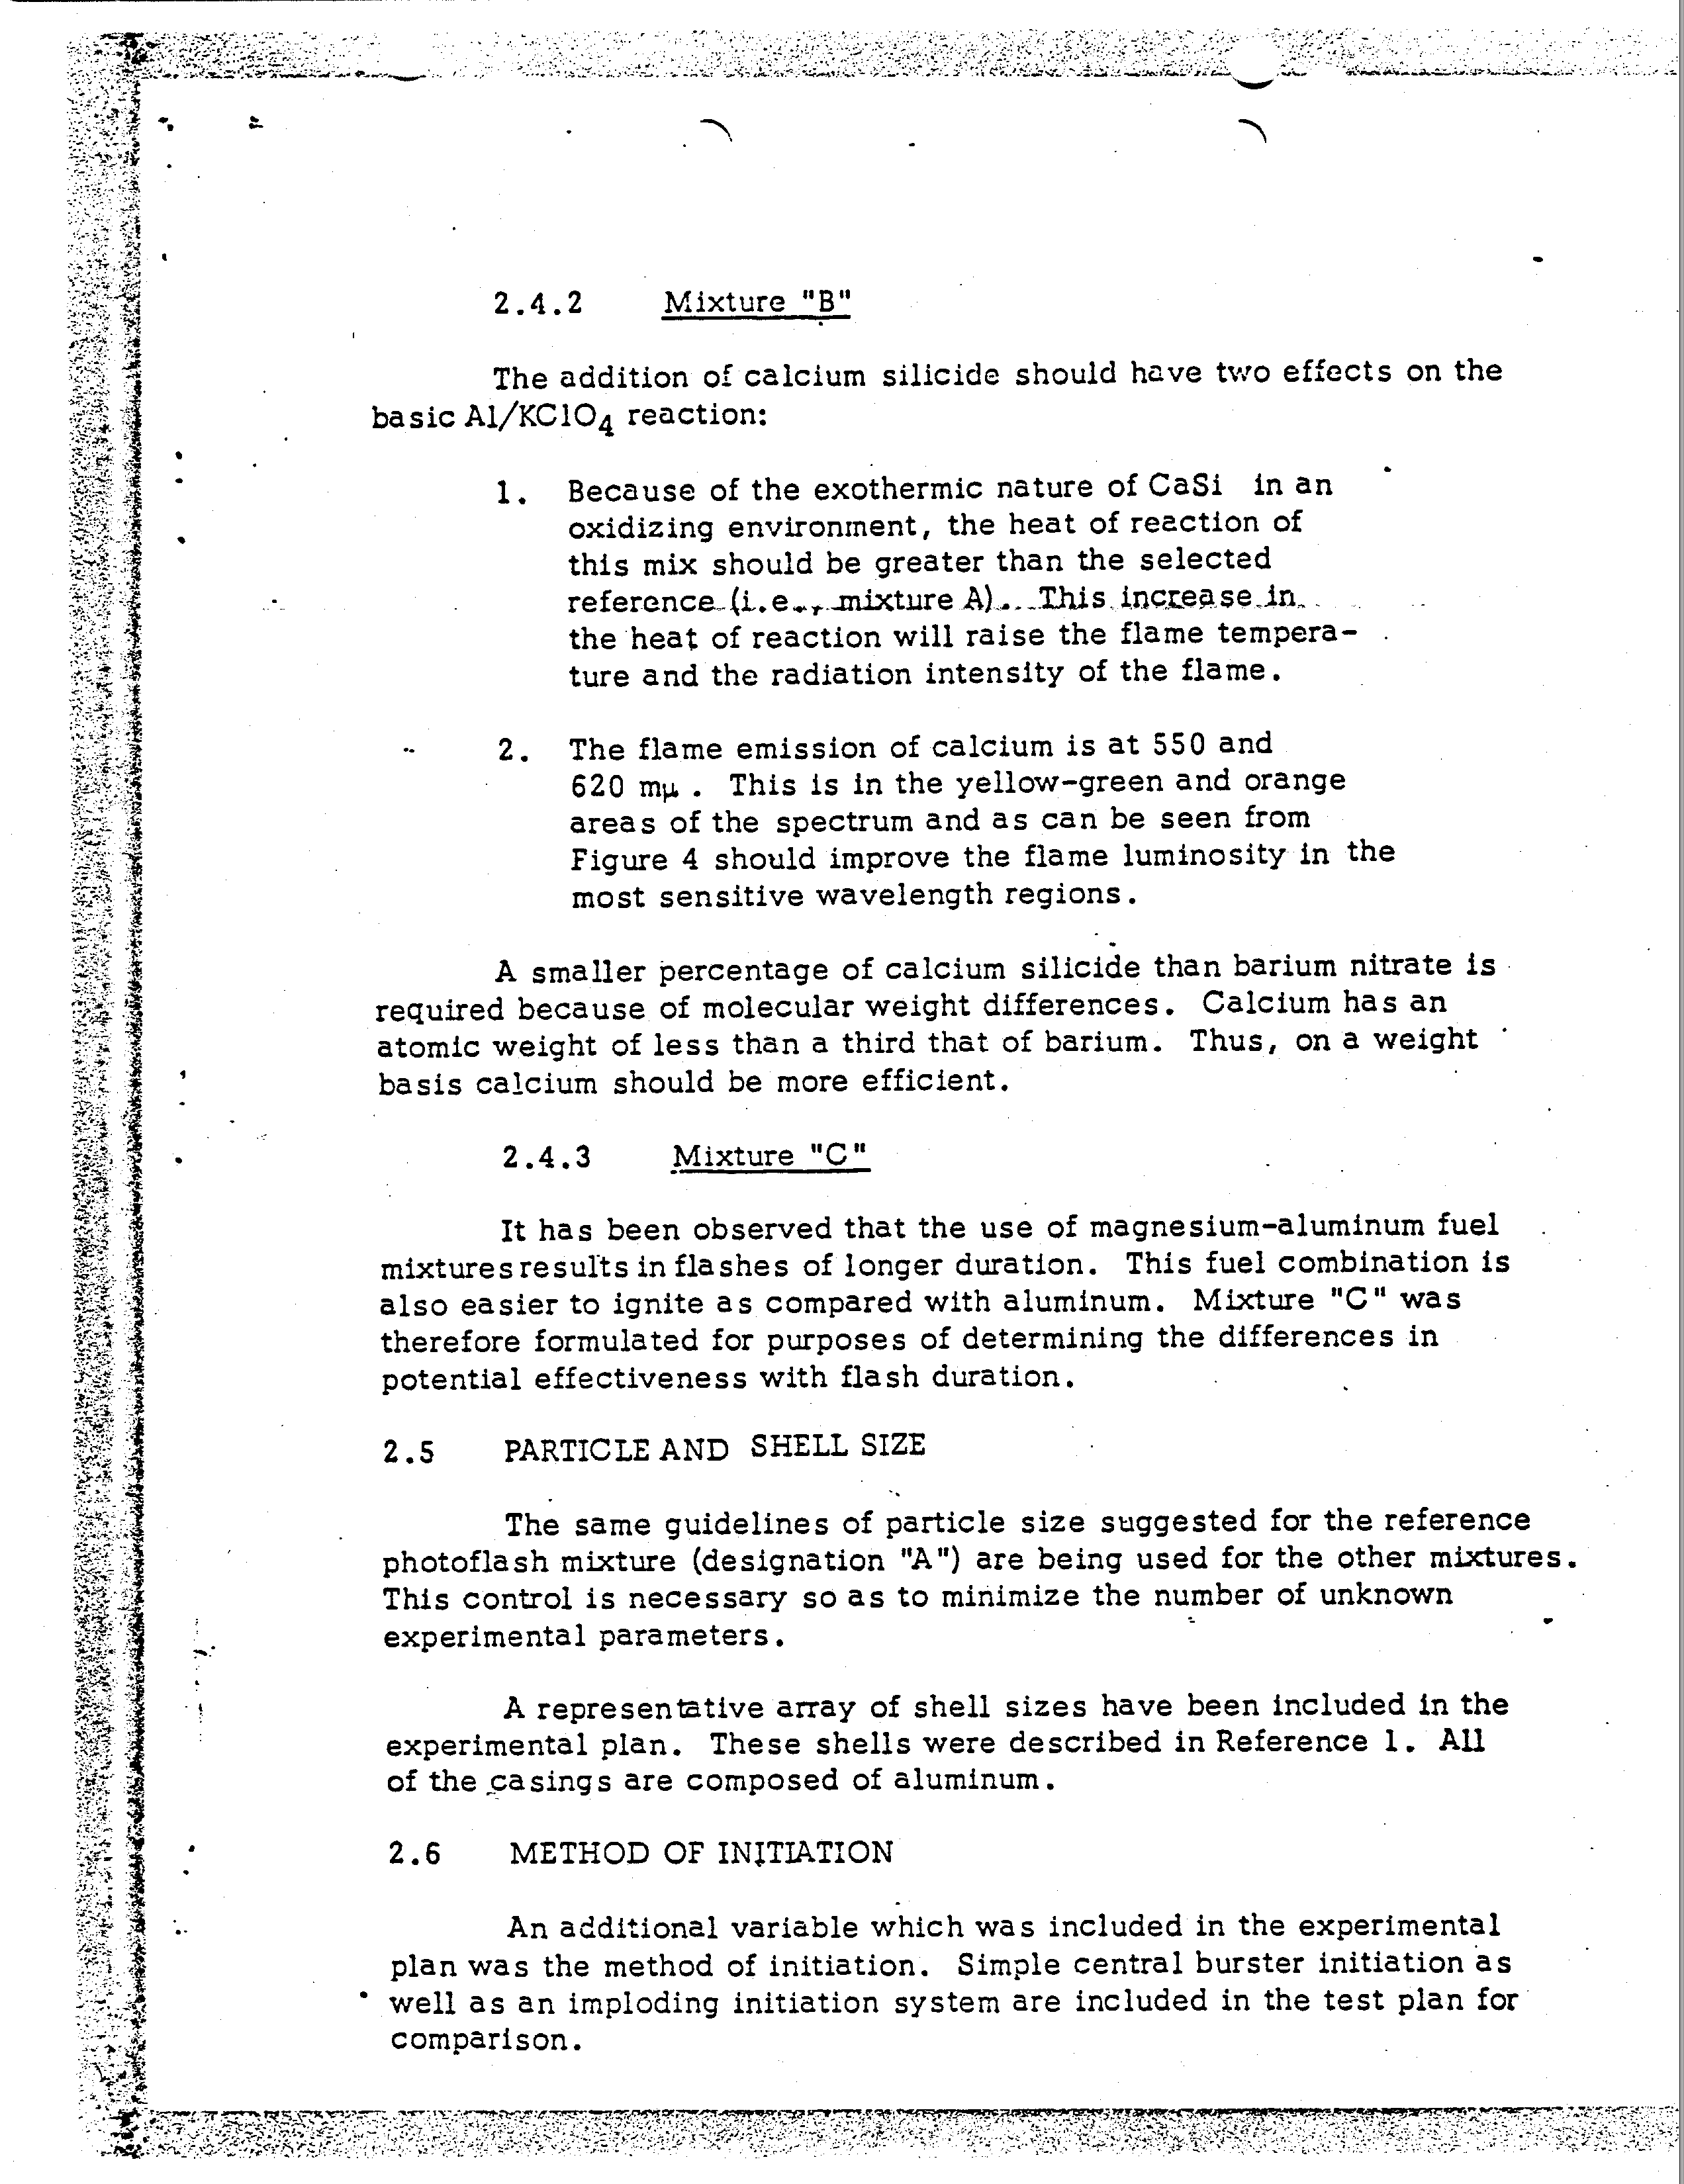 2.4.2 Mixture "B"
The addition of calcium silicide should have two effects on the
basic Al/KClO4 reaction:
1. Because of the exothermic nature of CaSi in an
oxidizing environment, the heat of reaction of
this mix should be greater than the selected
reference (i.e., mixture A). This increase in
the heat of reaction will raise the flame tempera-
ture and the radiation intensity of the flame.
2. The flame emission of calcium is at 550 and
620 mμ. This is in the yellow-green and orange
areas of the spectrum and as can be seen from
Figure 4 should improve the flame luminosity in the
most sensitive wavelength regions.
A smaller percentage of calcium silicide than barium nitrate is
required because of molecular weight differences. Calcium has an
atomic weight of less than a third that of barium. Thus, on a weight
basis calcium should be more efficient.
2.4.3 Mixture "C"
It has been observed that the use of magnesium-aluminum fuel
mixtures results in flashes of longer duration. This fuel combination is
also easier to ignite as compared with aluminum. Mixture "C" was
therefore formulated for purposes of determining the differences in
potential effectiveness with flash duration.
2.5 PARTICLE AND SHELL SIZE
The same guidelines of particle size suggested for the reference
photoflash mixture (designation "A") are being used for the other mixtures.
This control is necessary so as to minimize the number of unknown
experimental parameters.
A representative array of shell sizes have been included in the
experimental plan. These shells were described in Reference 1. All
of the casings are composed of aluminum.
2.6 METHOD OF INITIATION
An additional variable which was included in the experimental
plan was the method of initiation. Simple central burster initiation as
well as an imploding initiation system are included in the test plan for
comparison.